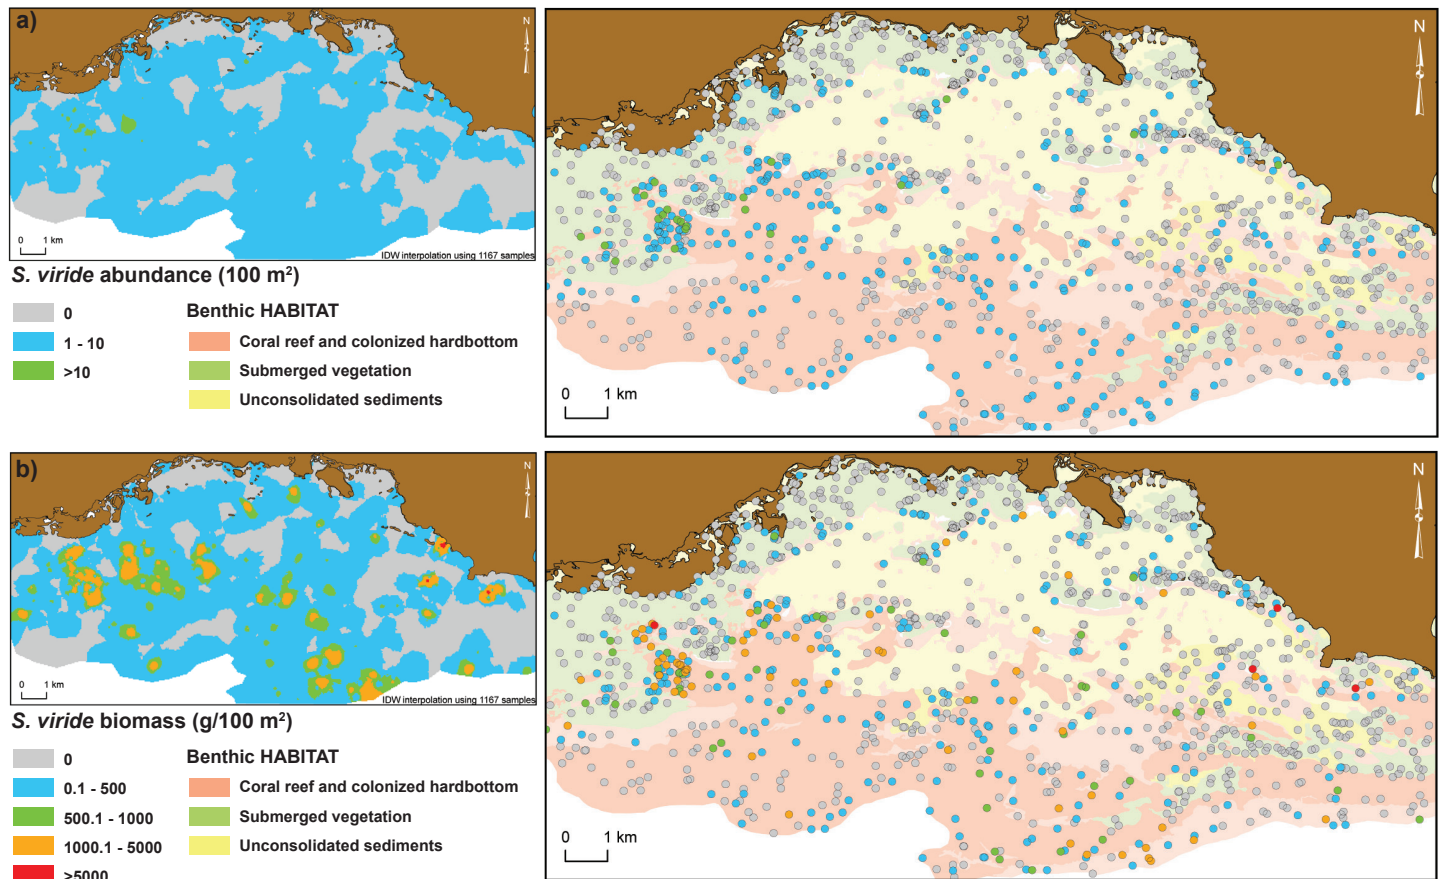 a)
N
0 1 km
IDW interpolation using 1167 samples
S. viride abundance (100 m²)
0
1 - 10
>10
Benthic HABITAT
Coral reef and colonized hardbottom
Submerged vegetation
Unconsolidated sediments
N
0 1 km
b)
N
0 1 km
IDW interpolation using 1167 samples
S. viride biomass (g/100 m²)
0
0.1 - 500
500.1 - 1000
1000.1 - 5000
>5000
Benthic HABITAT
Coral reef and colonized hardbottom
Submerged vegetation
Unconsolidated sediments
N
0 1 km